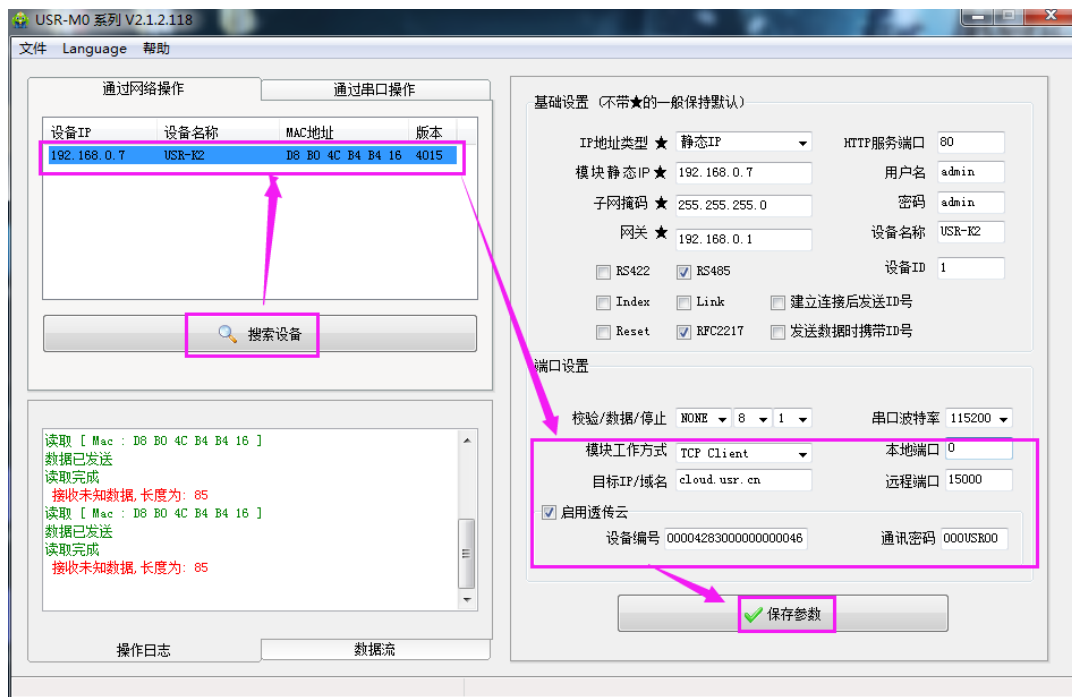 USR-M0 系列 V2.1.2.118
文件 Language 帮助
通过网络操作 通过串口操作
设备IP 设备名称 MAC地址 版本
192.168.0.7 USR-K2 D8 B0 4C B4 B4 16 4015
搜索设备
读取 [ Mac : D8 B0 4C B4 B4 16 ]
数据已发送
读取完成
接收未知数据,长度为: 85
读取 [ Mac : D8 B0 4C B4 B4 16 ]
数据已发送
读取完成
接收未知数据,长度为: 85
操作日志 数据流
基础设置 (不带★的一般保持默认)
IP地址类型 ★ 静态IP HTTP服务端口 80
模块静态IP★ 192.168.0.7 用户名 admin
子网掩码 ★ 255.255.255.0 密码 admin
网关 ★ 192.168.0.1 设备名称 USR-K2
RS422 RS485 设备ID 1
Index Link 建立连接后发送ID号
Reset RFC2217 发送数据时携带ID号
端口设置
校验/数据/停止 NONE 8 1 串口波特率 115200
模块工作方式 TCP Client 本地端口 0
目标IP/域名 cloud.usr.cn 远程端口 15000
启用透传云
设备编号 00004283000000000046 通讯密码 000USR00
保存参数